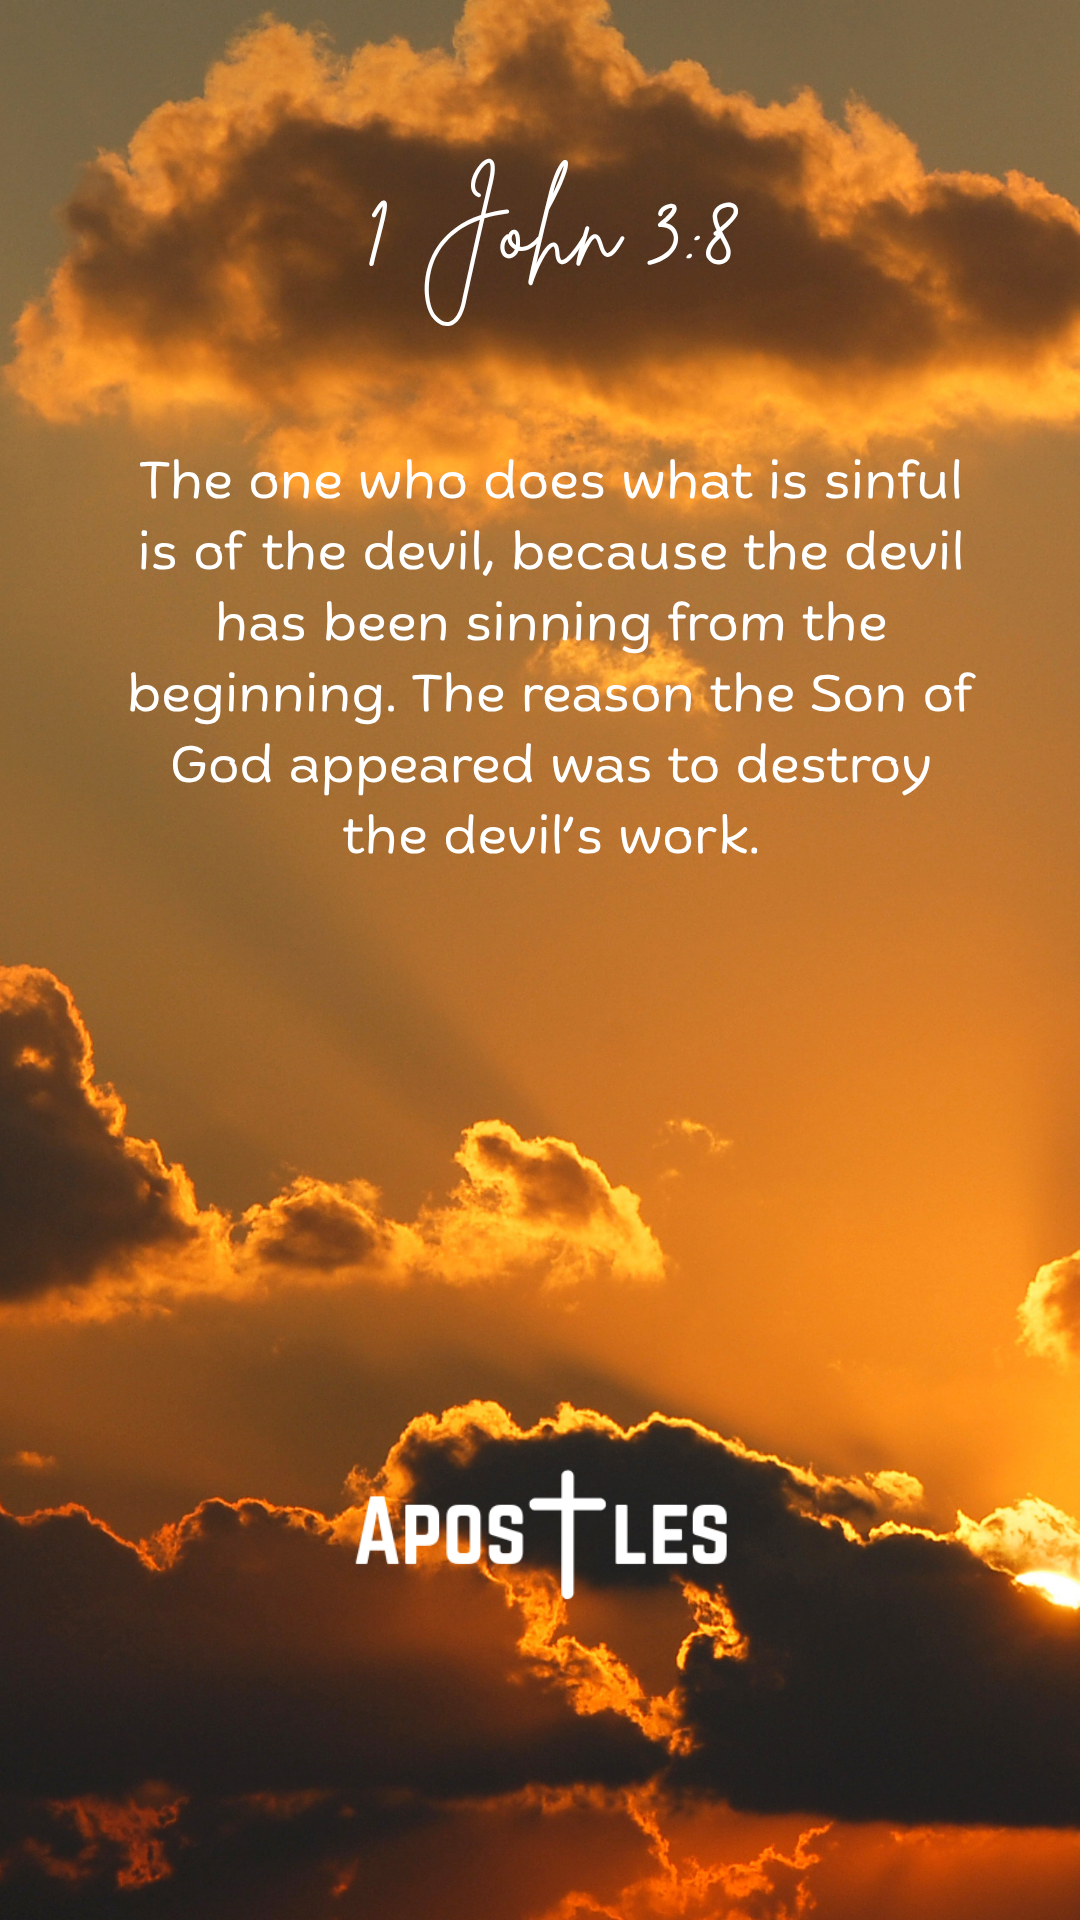 1 John 3:8
The one who does what is sinful
is of the devil, because the devil
has been sinning from the
beginning. The reason the Son of
God appeared was to destroy
the devil’s work.
APOSTLES